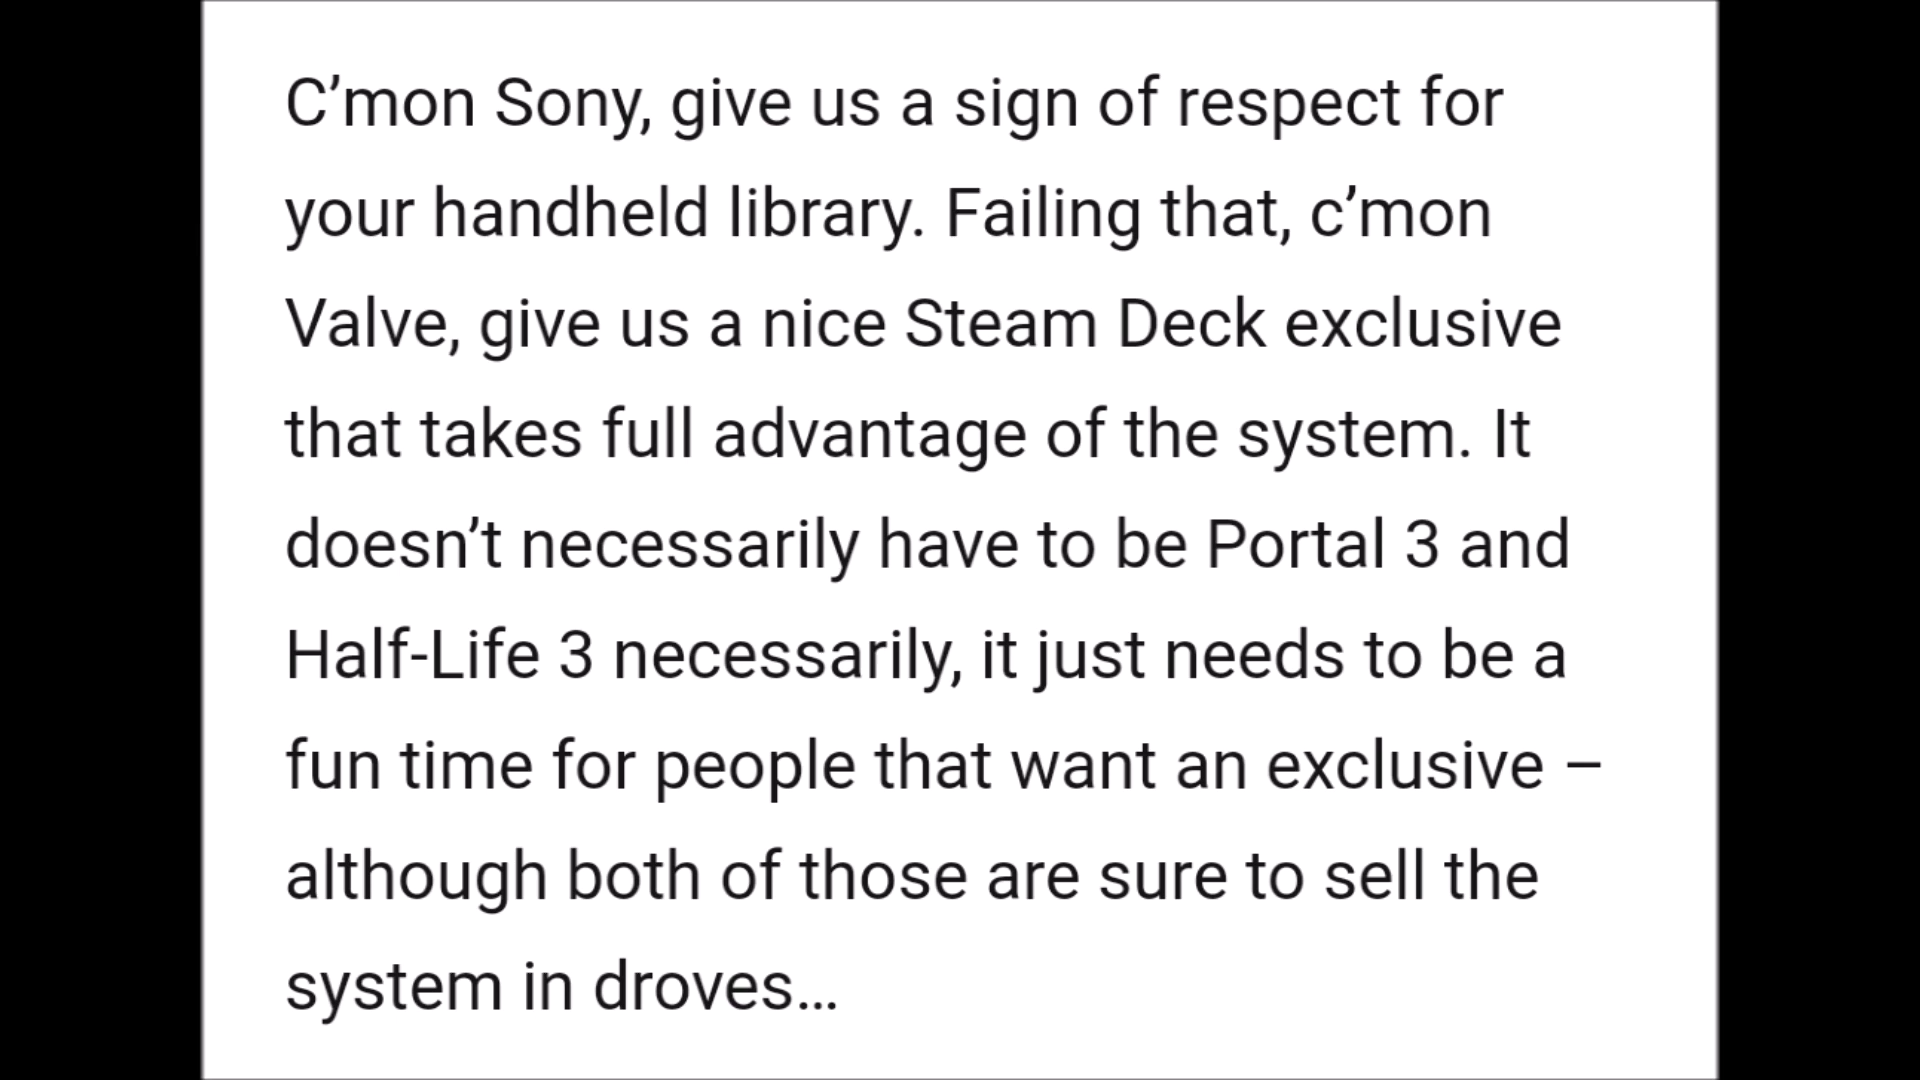 C’mon Sony, give us a sign of respect for
your handheld library. Failing that, c’mon
Valve, give us a nice Steam Deck exclusive
that takes full advantage of the system. It
doesn’t necessarily have to be Portal 3 and
Half-Life 3 necessarily, it just needs to be a
fun time for people that want an exclusive –
although both of those are sure to sell the
system in droves…